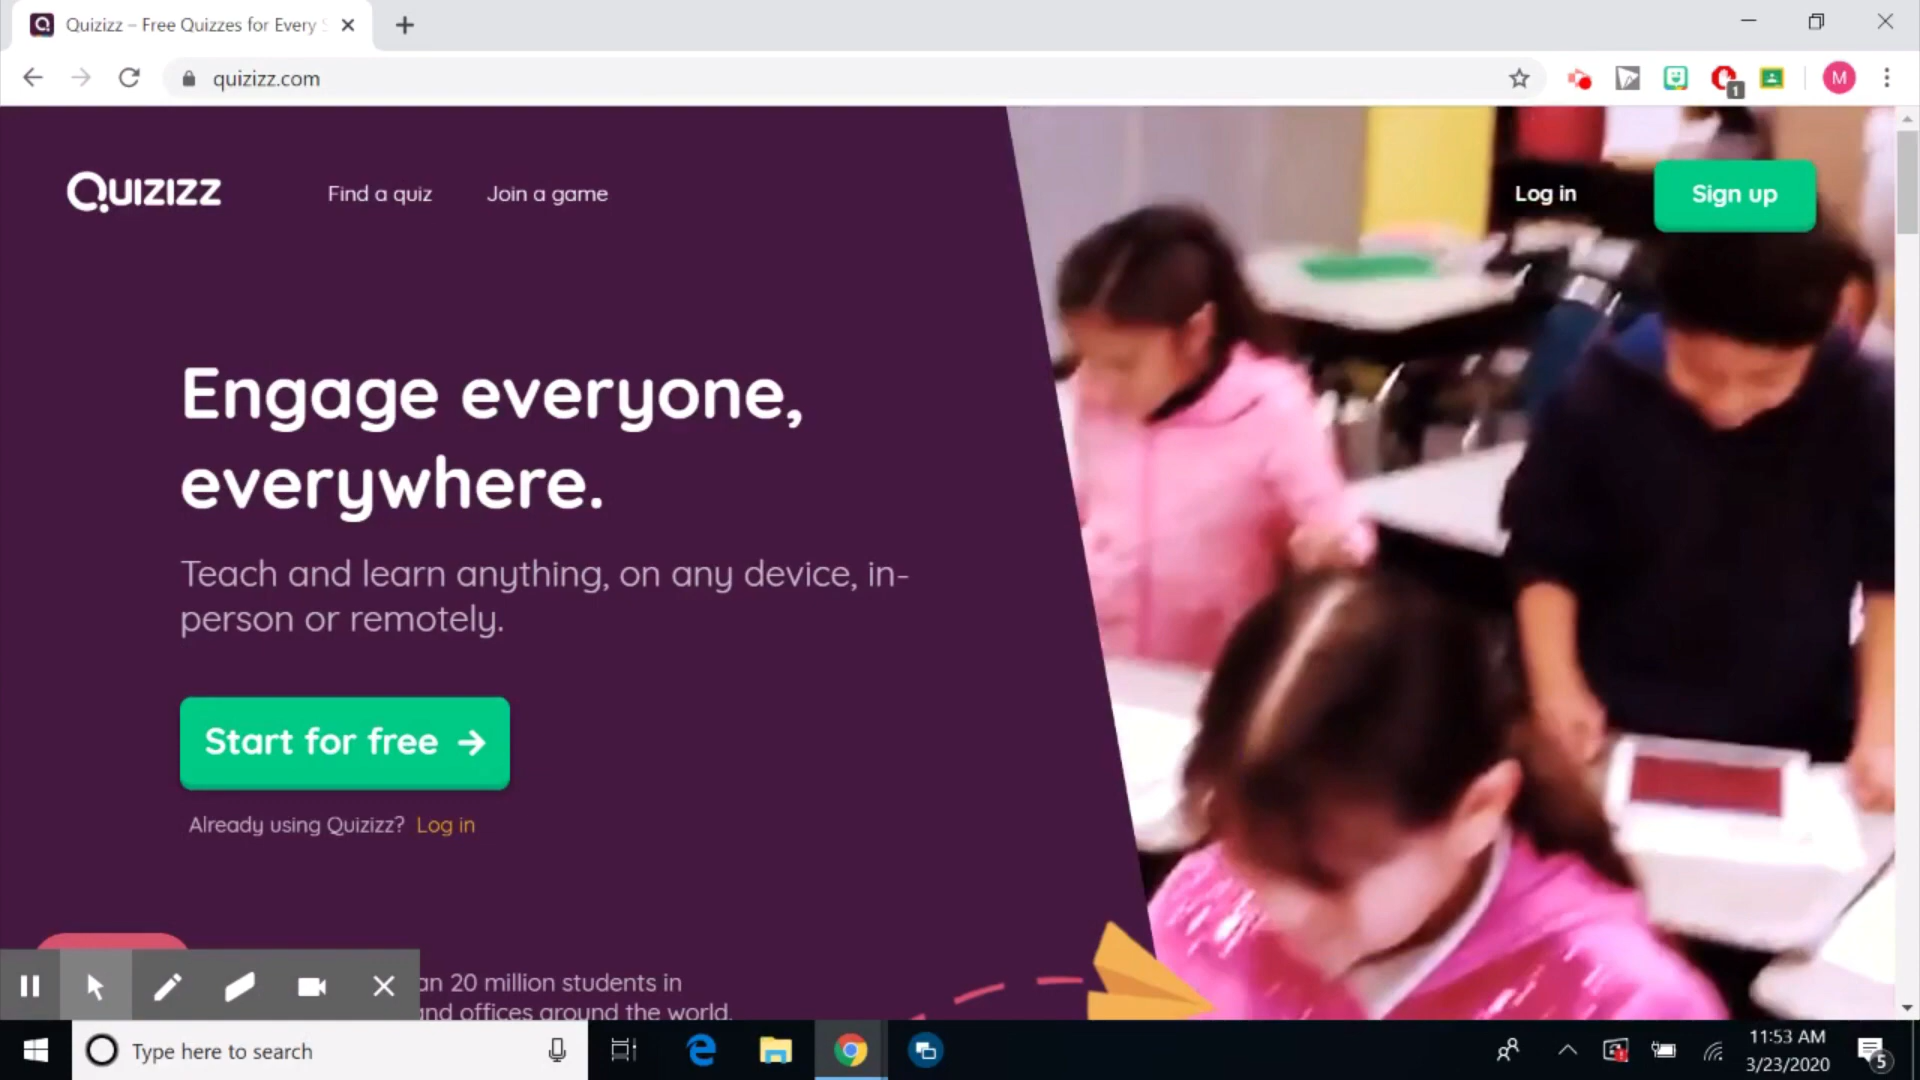 Quizizz – Free Quizzes for Every
quizizz.com
1
M
QUIZIZZ
Find a quiz
Join a game
Log in
Sign up
Engage everyone,
everywhere.
Teach and learn anything, on any device, in-
person or remotely.
Start for free →
Already using Quizizz? Log in
an 20 million students in
and offices around the world.
Type here to search
11:53 AM
3/23/2020
5